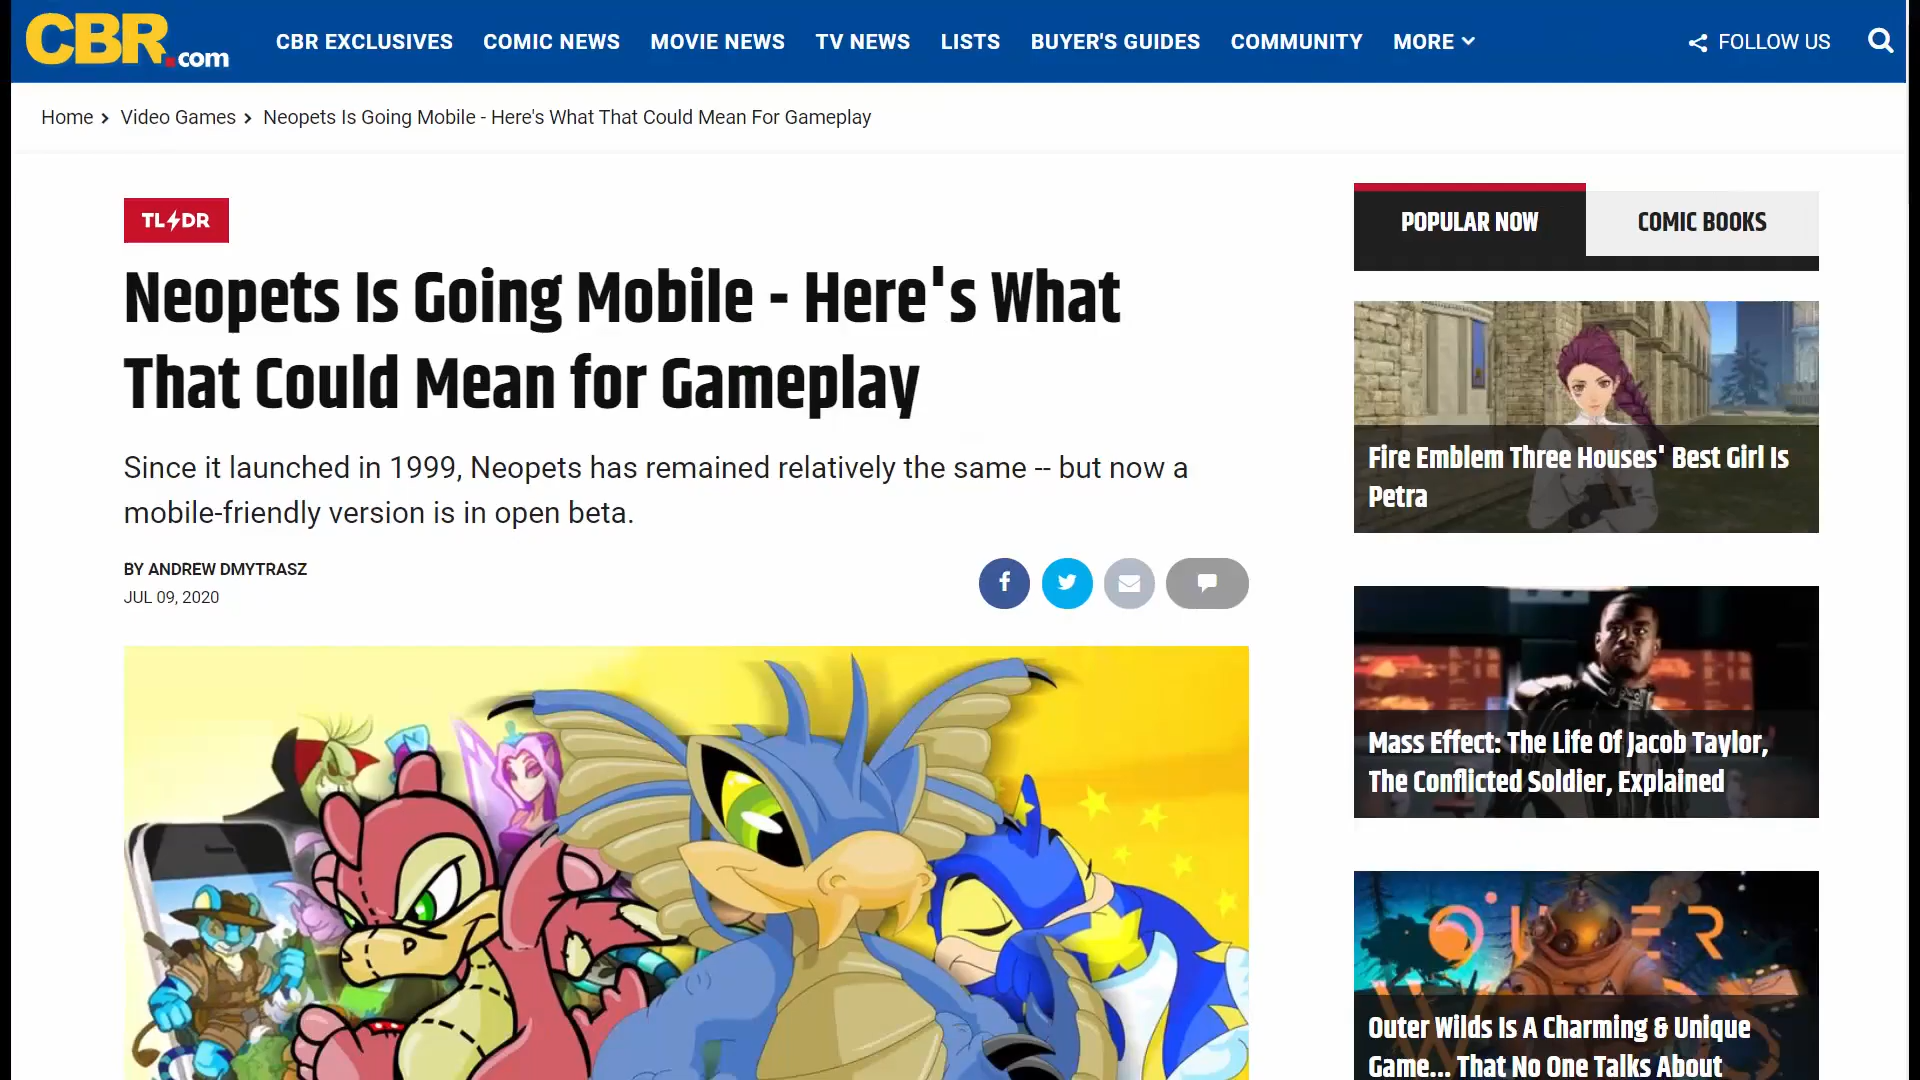 CBR.com
CBR EXCLUSIVES COMIC NEWS MOVIE NEWS TV NEWS LISTS BUYER'S GUIDES COMMUNITY MORE FOLLOW US
Home > Video Games > Neopets Is Going Mobile - Here's What That Could Mean For Gameplay
TL DR
Neopets Is Going Mobile - Here's What
That Could Mean for Gameplay
Since it launched in 1999, Neopets has remained relatively the same -- but now a
mobile-friendly version is in open beta.
BY ANDREW DMYTRASZ
JUL 09, 2020
POPULAR NOW COMIC BOOKS
Fire Emblem Three Houses' Best Girl Is
Petra
Mass Effect: The Life Of Jacob Taylor,
The Conflicted Soldier, Explained
OUTER
WILDS
Outer Wilds Is A Charming & Unique
Game... That No One Talks About